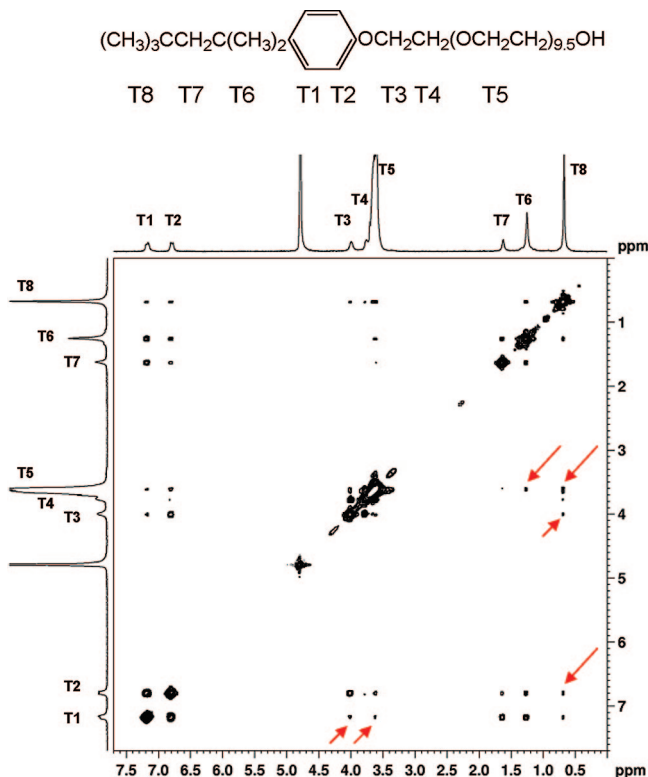 (CH₃)₃CCH₂C(CH₃)₂ OCH₂CH₂(OCH₂CH₂)₉.₅OH
T8 T7 T6 T1 T2 T3 T4 T5
T5 T8
T4 T6
T1 T2 T3 T7
ppm
T8
T6 1
T7
2
3
T5
T4
T3 4
5
6
T2
T1 7
7.5 7.0 6.5 6.0 5.5 5.0 4.5 4.0 3.5 3.0 2.5 2.0 1.5 1.0 0.5 ppm